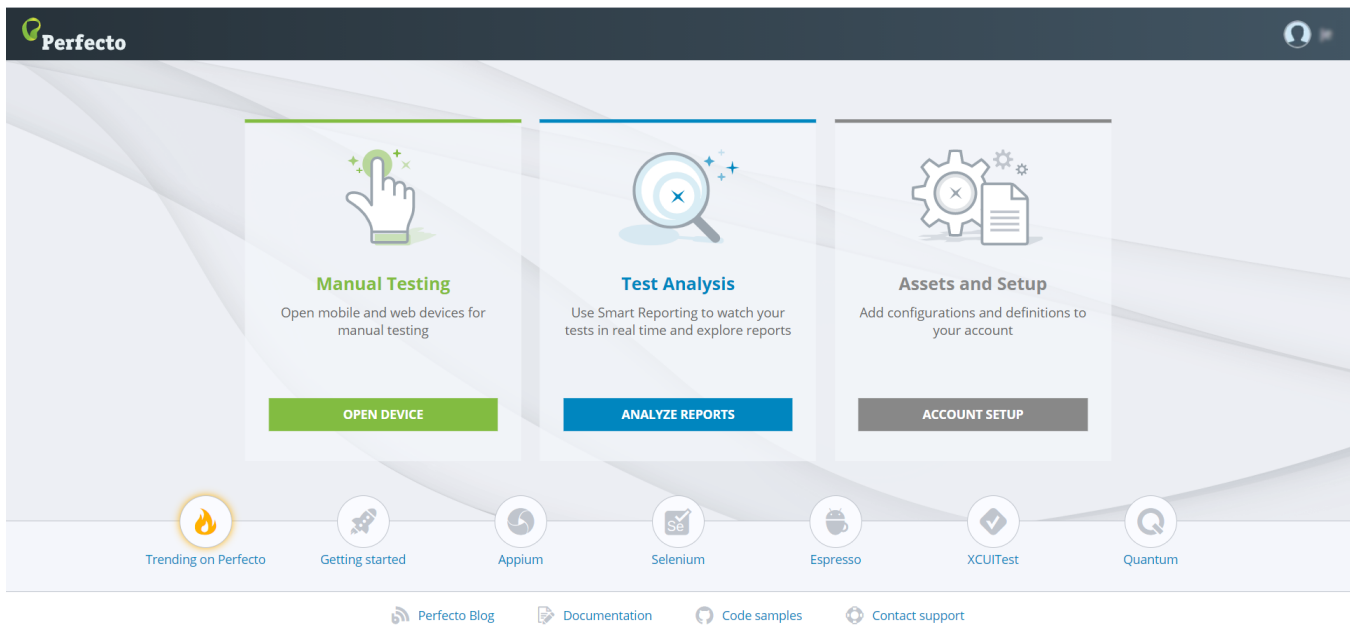 Perfecto
Manual Testing
Open mobile and web devices for
manual testing
OPEN DEVICE
Test Analysis
Use Smart Reporting to watch your
tests in real time and explore reports
ANALYZE REPORTS
Assets and Setup
Add configurations and definitions to
your account
ACCOUNT SETUP
Trending on Perfecto
Getting started
Appium
Se
Selenium
Espresso
XCUITest
Quantum
Perfecto Blog
Documentation
Code samples
Contact support